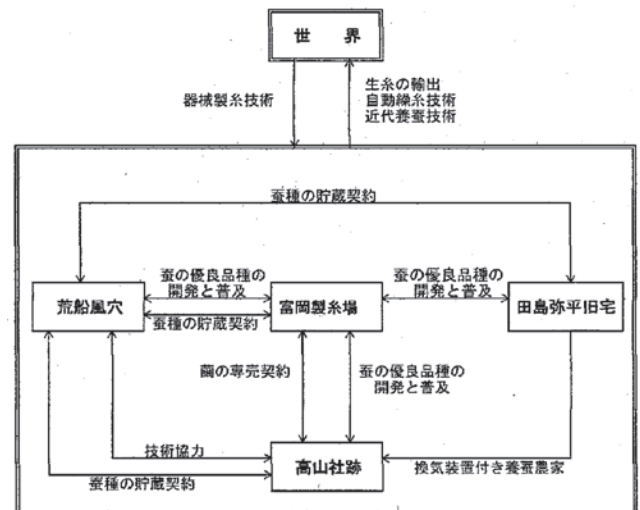 世　界
器械製糸技術
生糸の輸出
自動繰糸技術
近代養蚕技術
蚕種の貯蔵契約
蚕の優良品種の
開発と普及
蚕の優良品種の
開発と普及
荒船風穴
富岡製糸場
田島弥平旧宅
蚕種の貯蔵契約
繭の専売契約
蚕の優良品種の
開発と普及
技術協力
高山社跡
換気装置付き養蚕農家
蚕種の貯蔵契約